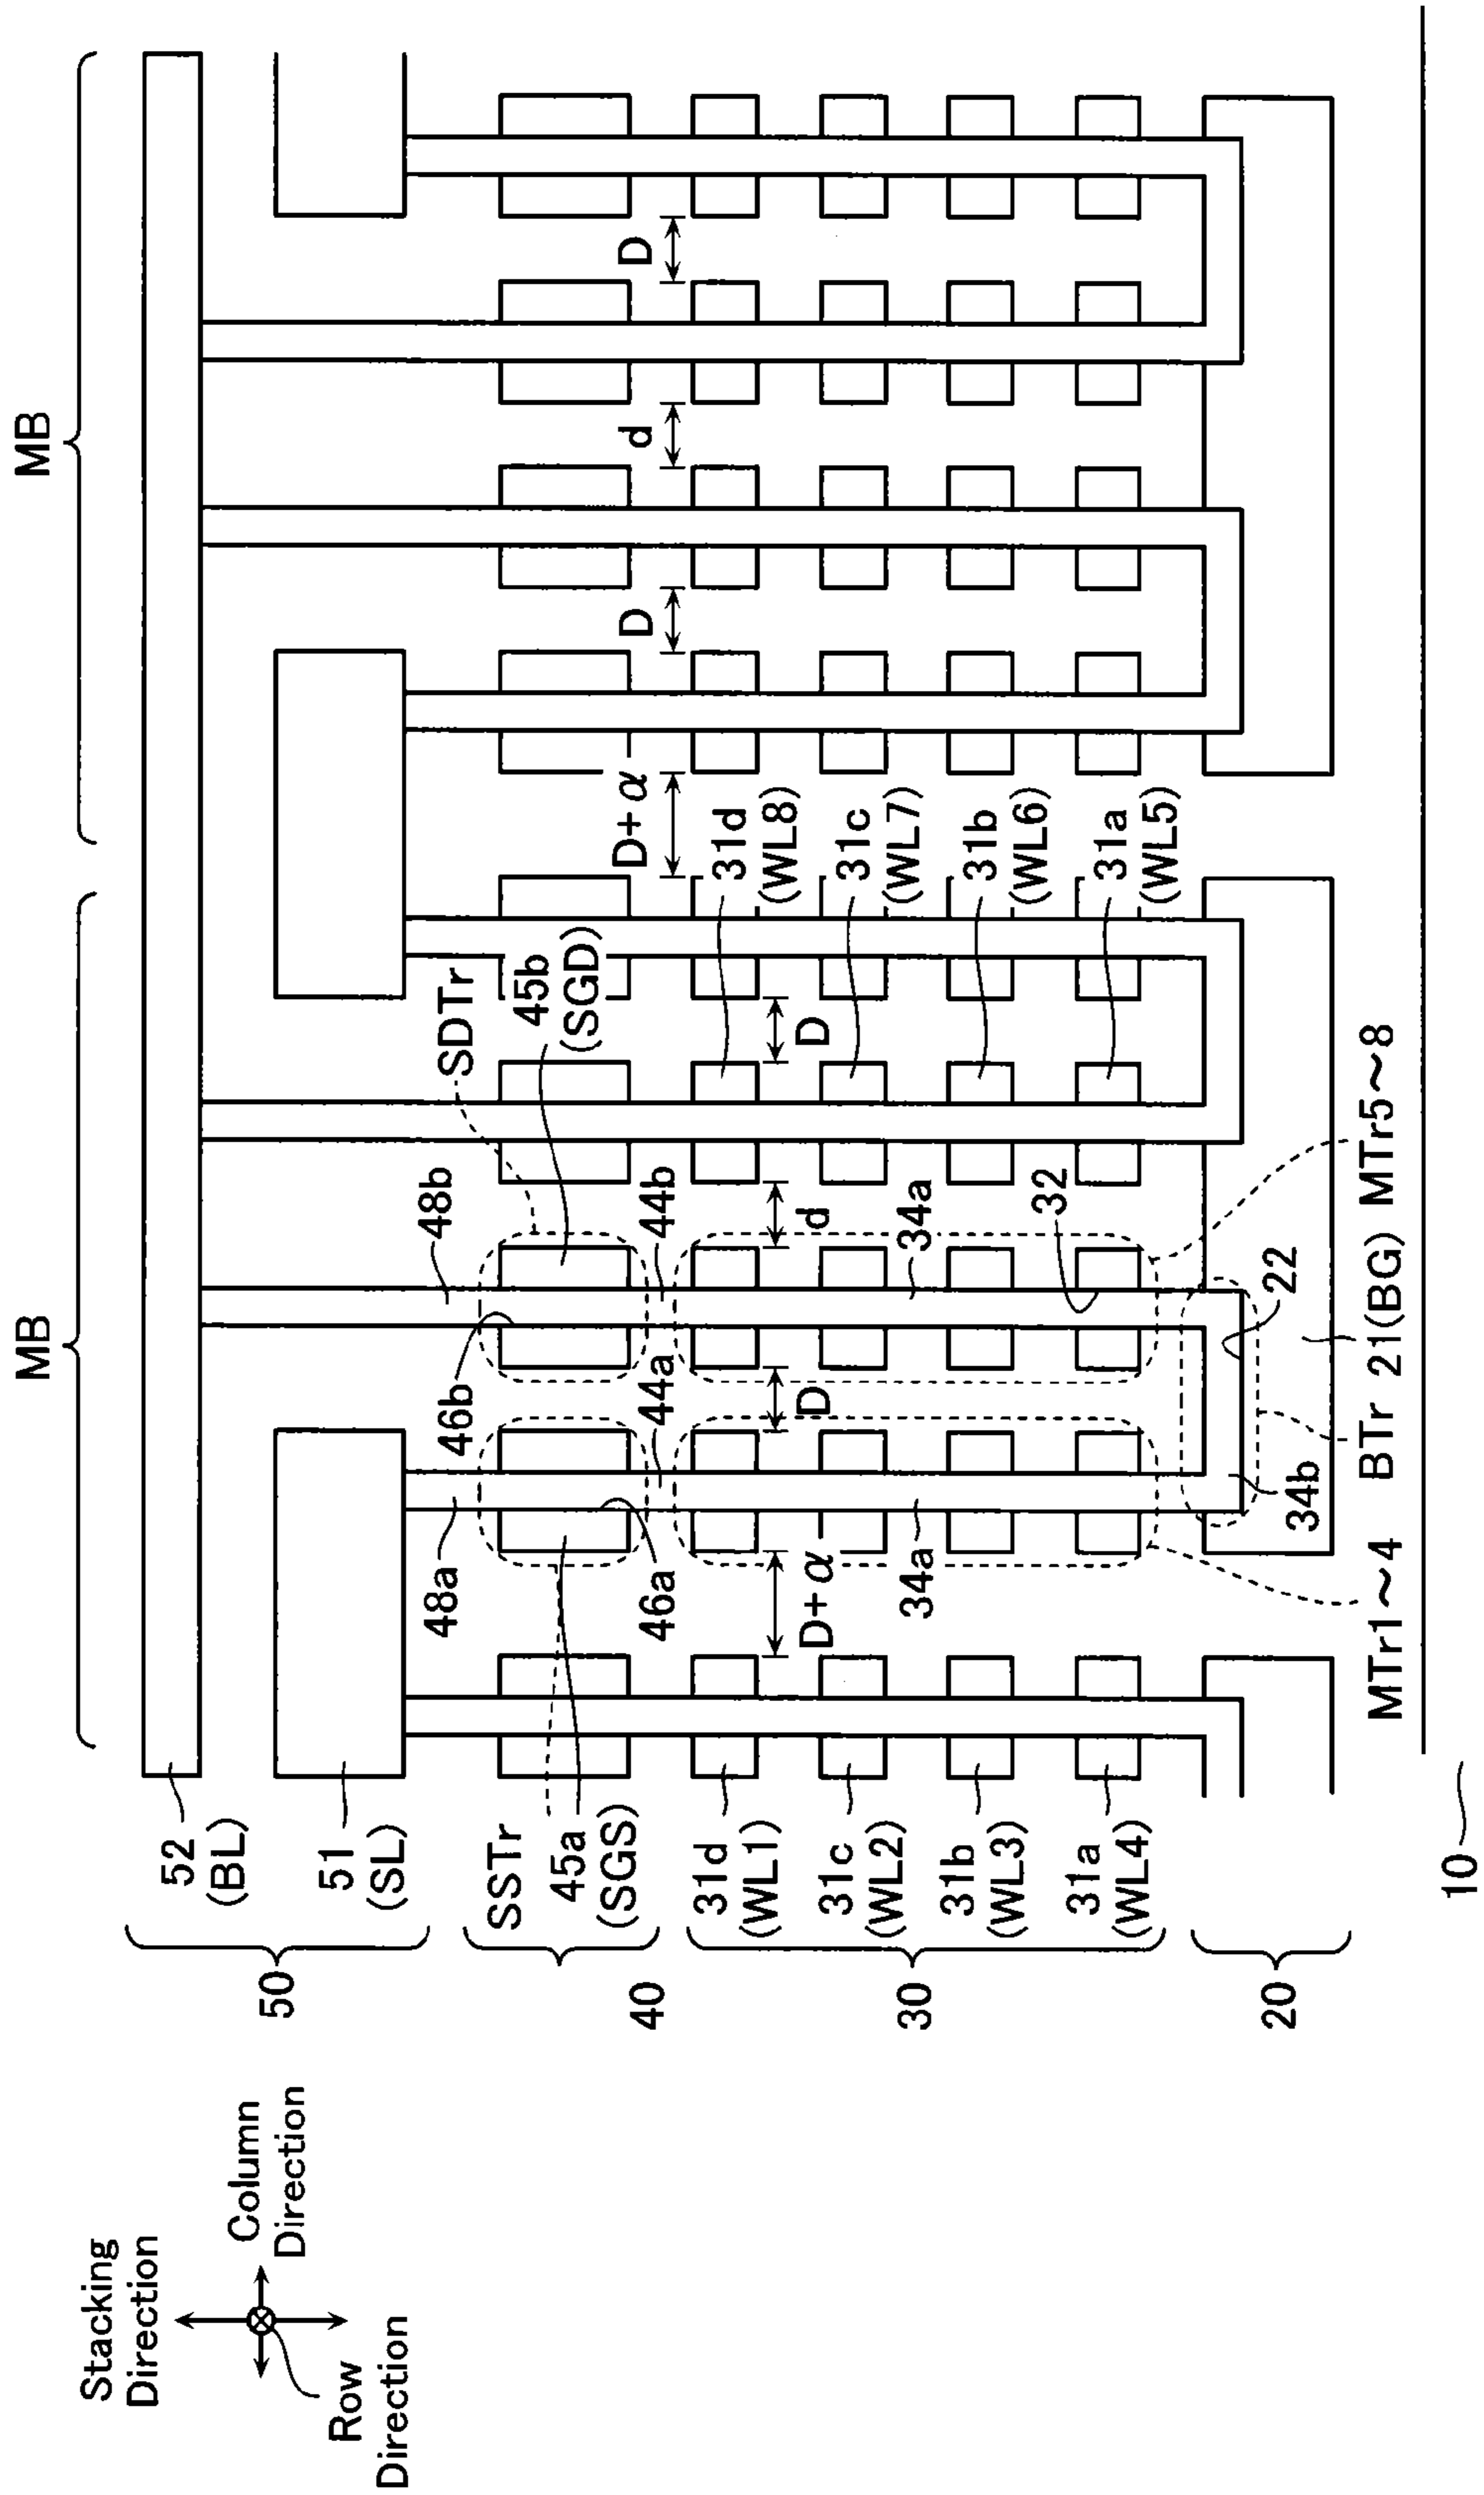 Stacking
Direction
Column
Direction
Row
Direction
MB
MB
50
52
(BL)
51
(SL)
40
SSTr
45a
(SGS)
30
31d
(WL1)
31c
(WL2)
31b
(WL3)
31a
(WL4)
20
10
48a
46b
48b
SDTr
45b
(SGD)
46a
44a
44b
D+α
D
d
D
D+α
D
d
D
34a
34a
32
31d
(WL8)
31c
(WL7)
31b
(WL6)
31a
(WL5)
34b
22
MTr1~4
BTr
21(BG)
MTr5~8